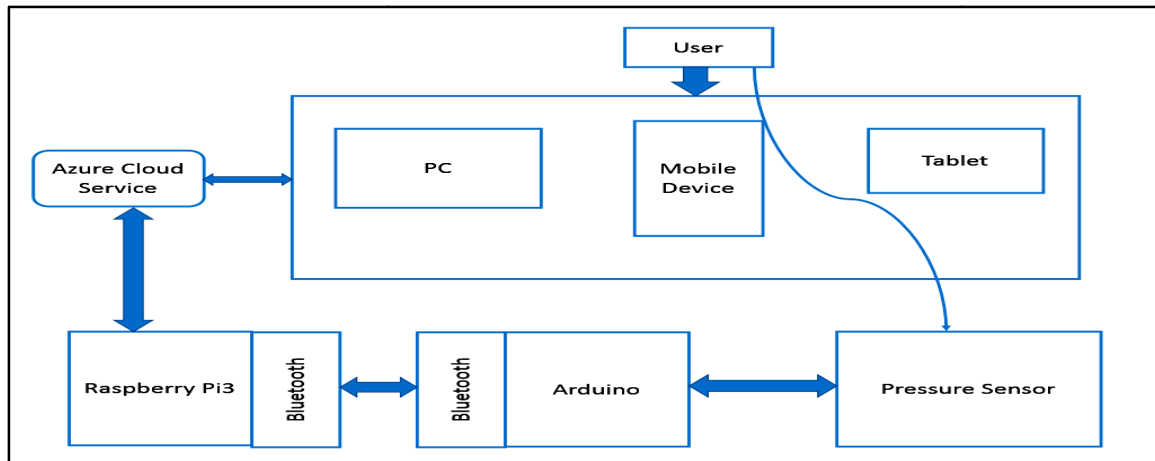 User
PC
Mobile
Device
Tablet
Azure Cloud
Service
Raspberry Pi3
Bluetooth
Bluetooth
Arduino
Pressure Sensor